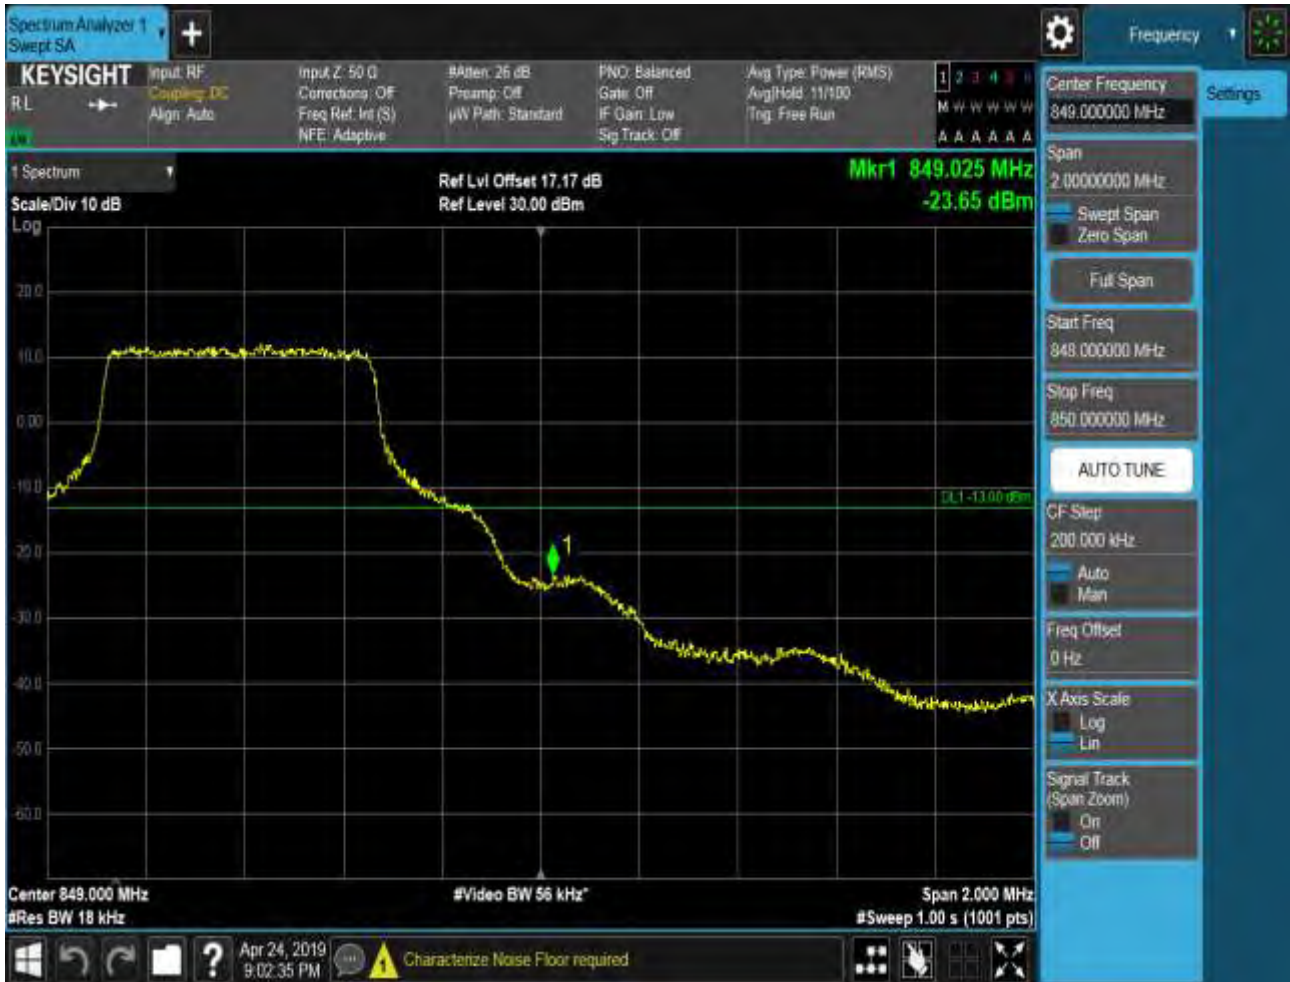 Spectrum Analyzer 1
Swept SA
+
Frequency
KEYSIGHT
RL
Input: RF
Coupling: DC
Align: Auto
Input Z: 50 Ω
Corrections: Off
Freq Ref: Int (S)
NFE: Adaptive
#Atten: 26 dB
Preamp: Off
µW Path: Standard
PNO: Balanced
Gate: Off
IF Gain: Low
Sig Track: Off
Avg Type: Power (RMS)
Avg|Hold: 11/100
Trig: Free Run
1 2 3 4 5 6
M W W W W W
A A A A A A
1 Spectrum
Scale/Div 10 dB
Log
Ref Lvl Offset 17.17 dB
Ref Level 30.00 dBm
Mkr1 849.025 MHz
-23.65 dBm
20.0
10.0
0.00
-10.0
-20.0
-30.0
-40.0
-50.0
-60.0
DL1 -13.00 dBm
1
Center 849.000 MHz
#Res BW 18 kHz
#Video BW 56 kHz*
Span 2.000 MHz
#Sweep 1.00 s (1001 pts)
Center Frequency
849.000000 MHz
Settings
Span
2.00000000 MHz
Swept Span
Zero Span
Full Span
Start Freq
848.000000 MHz
Stop Freq
850.000000 MHz
AUTO TUNE
CF Step
200.000 kHz
Auto
Man
Freq Offset
0 Hz
X Axis Scale
Log
Lin
Signal Track
(Span Zoom)
On
Off
?
Apr 24, 2019
9:02:35 PM
1
Characterize Noise Floor required